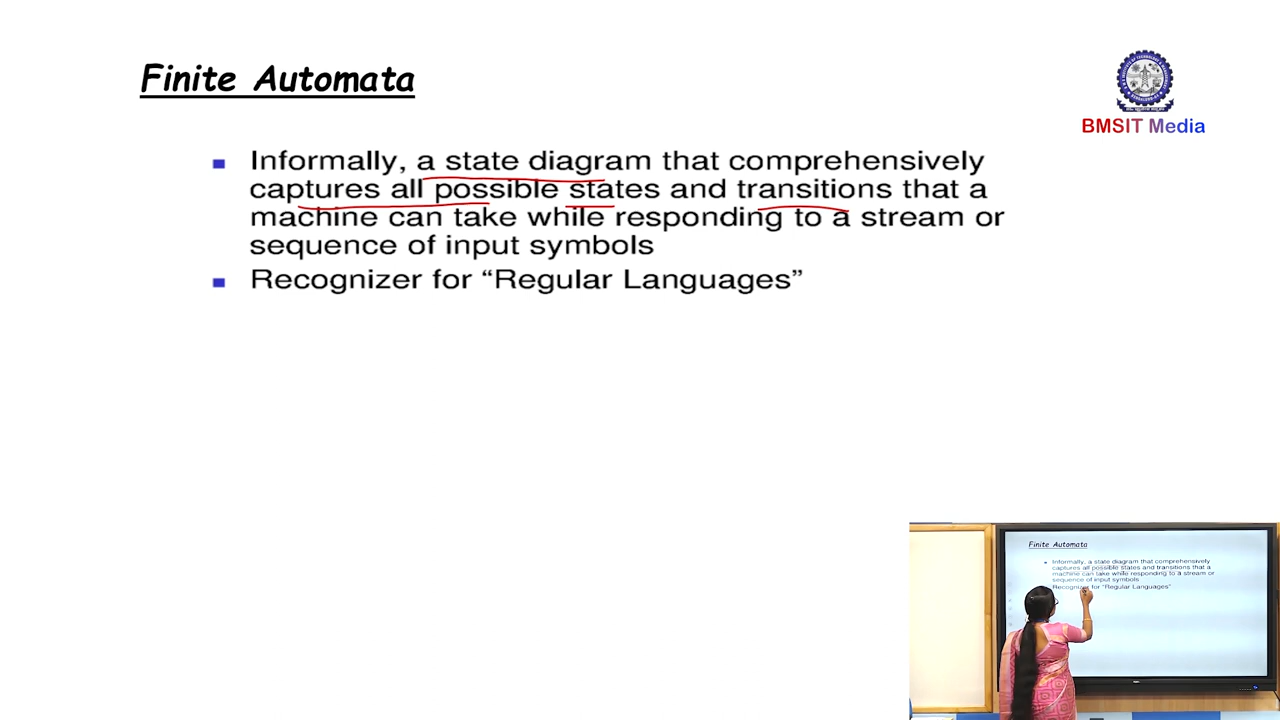 Finite Automata
BMSIT Media
Informally, a state diagram that comprehensively
captures all possible states and transitions that a
machine can take while responding to a stream or
sequence of input symbols
Recognizer for “Regular Languages”
Finite Automata
Informally, a state diagram that comprehensively
captures all possible states and transitions that a
machine can take while responding to a stream or
sequence of input symbols
Recognizer for “Regular Languages”